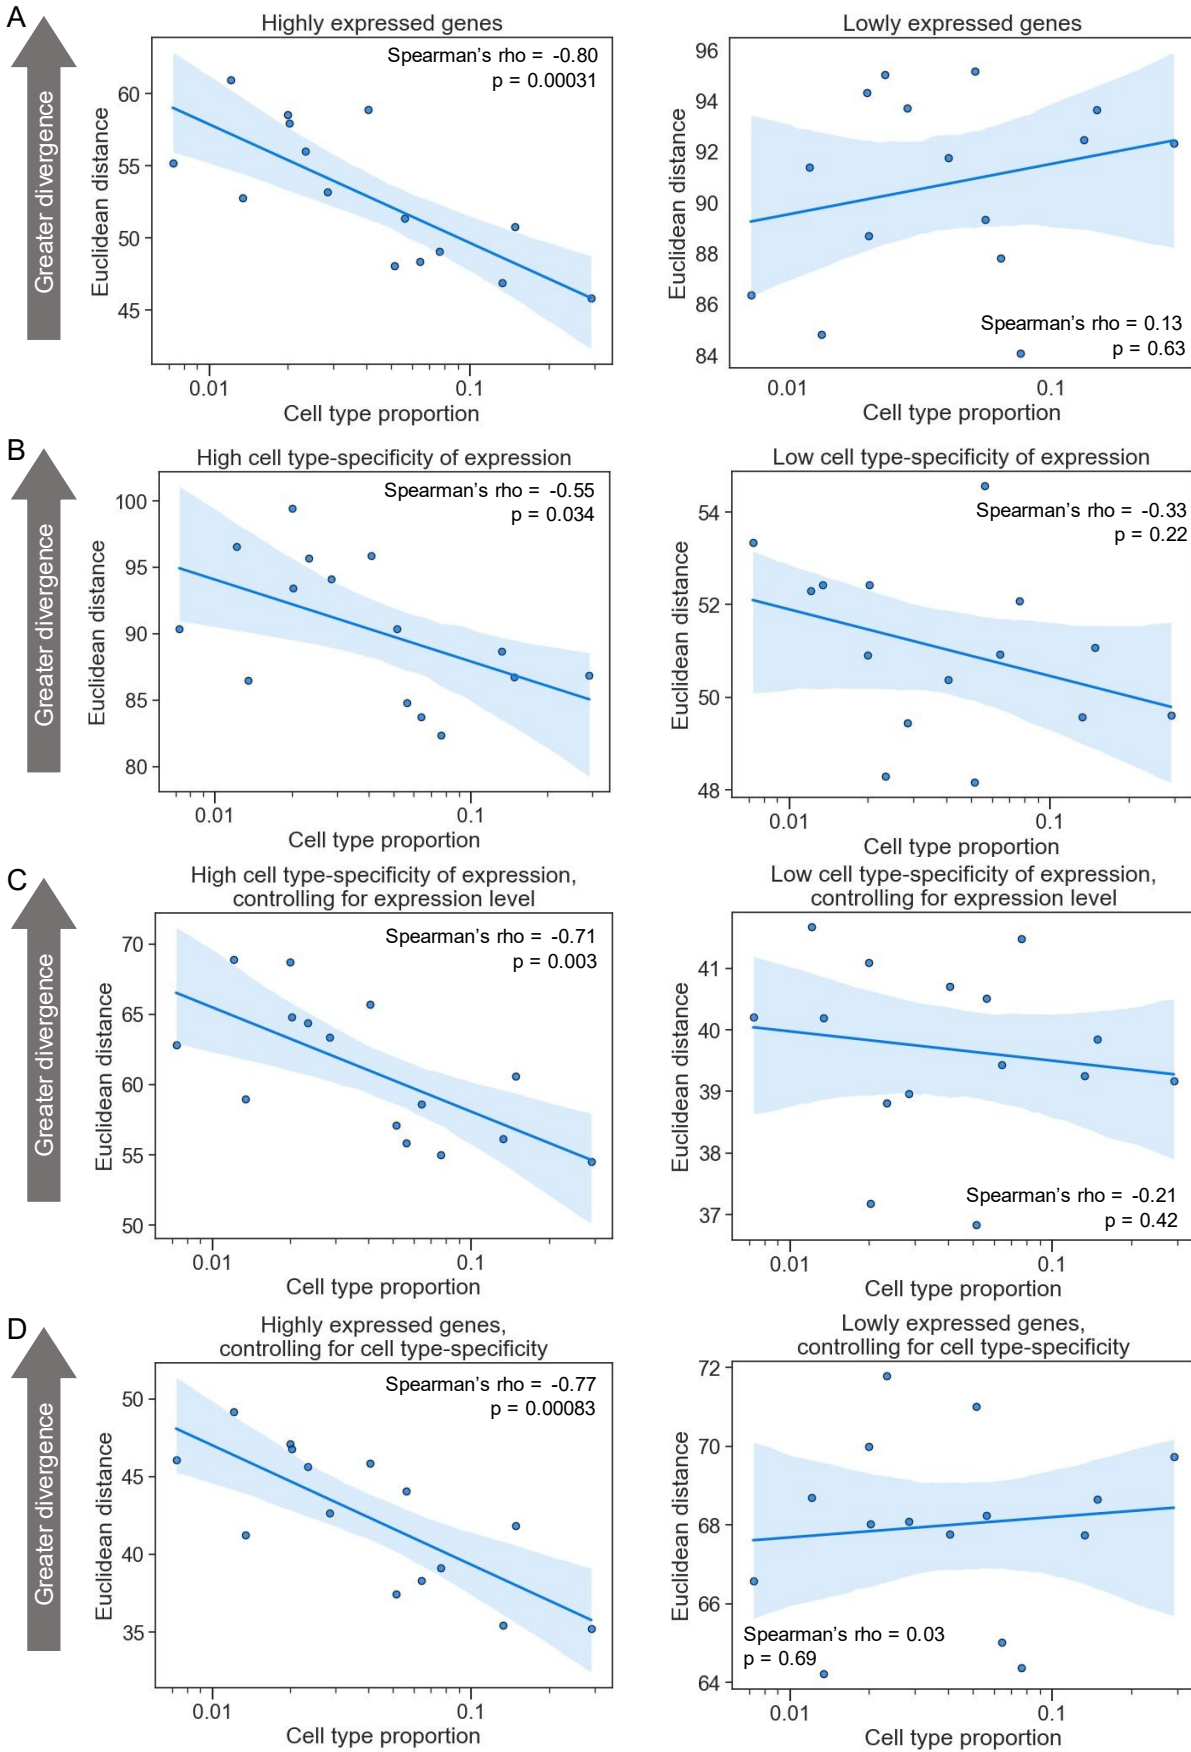 A
Greater divergence
Highly expressed genes
Spearman's rho = -0.80
p = 0.00031
Euclidean distance
60
55
50
45
0.01
0.1
Cell type proportion
Lowly expressed genes
Euclidean distance
96
94
92
90
88
86
84
Spearman's rho = 0.13
p = 0.63
0.01
0.1
Cell type proportion
B
Greater divergence
High cell type-specificity of expression
Spearman's rho = -0.55
p = 0.034
Euclidean distance
100
95
90
85
80
0.01
0.1
Cell type proportion
Low cell type-specificity of expression
Spearman's rho = -0.33
p = 0.22
Euclidean distance
54
52
50
48
0.01
0.1
Cell type proportion
C
Greater divergence
High cell type-specificity of expression,
controlling for expression level
Spearman's rho = -0.71
p = 0.003
Euclidean distance
70
65
60
55
50
0.01
0.1
Cell type proportion
Low cell type-specificity of expression,
controlling for expression level
Euclidean distance
41
40
39
38
37
Spearman's rho = -0.21
p = 0.42
0.01
0.1
Cell type proportion
D
Greater divergence
Highly expressed genes,
controlling for cell type-specificity
Spearman's rho = -0.77
p = 0.00083
Euclidean distance
50
45
40
35
0.01
0.1
Cell type proportion
Lowly expressed genes,
controlling for cell type-specificity
Euclidean distance
72
70
68
66
64
Spearman's rho = 0.03
p = 0.69
0.01
0.1
Cell type proportion